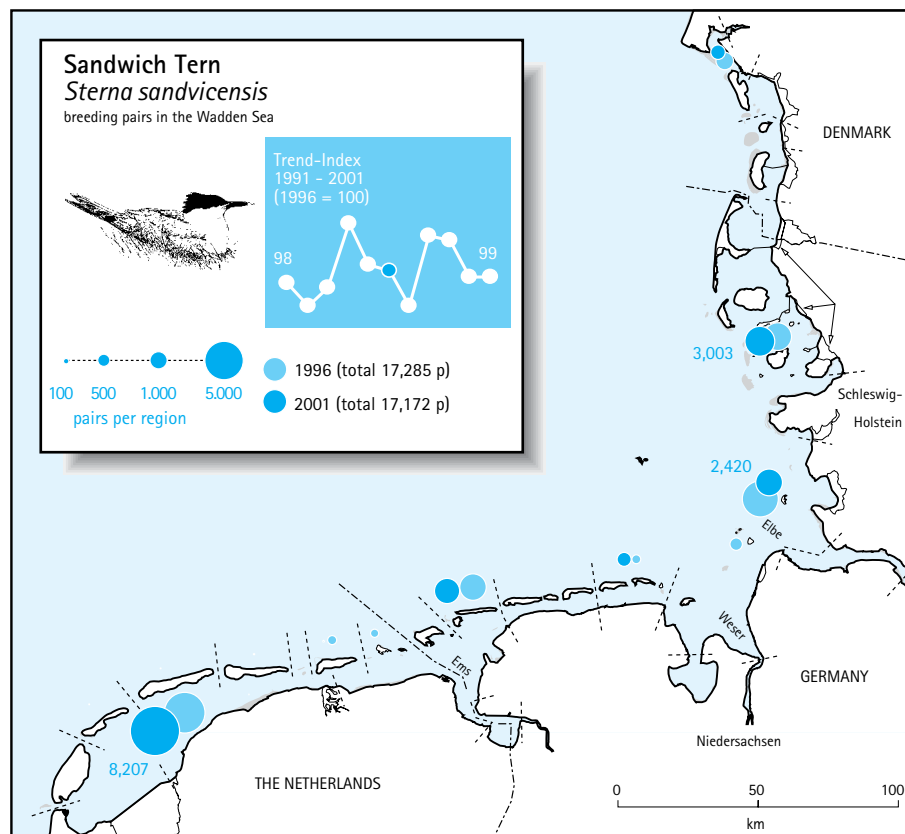 Sandwich Tern
Sterna sandvicensis
breeding pairs in the Wadden Sea
Trend-Index
1991 - 2001
(1996 = 100)
98
99
100
500
1.000
5.000
pairs per region
1996 (total 17,285 p)
2001 (total 17,172 p)
DENMARK
3,003
Schleswig-
Holstein
2,420
Elbe
Weser
Ems
GERMANY
Niedersachsen
8,207
THE NETHERLANDS
0
50
100
km